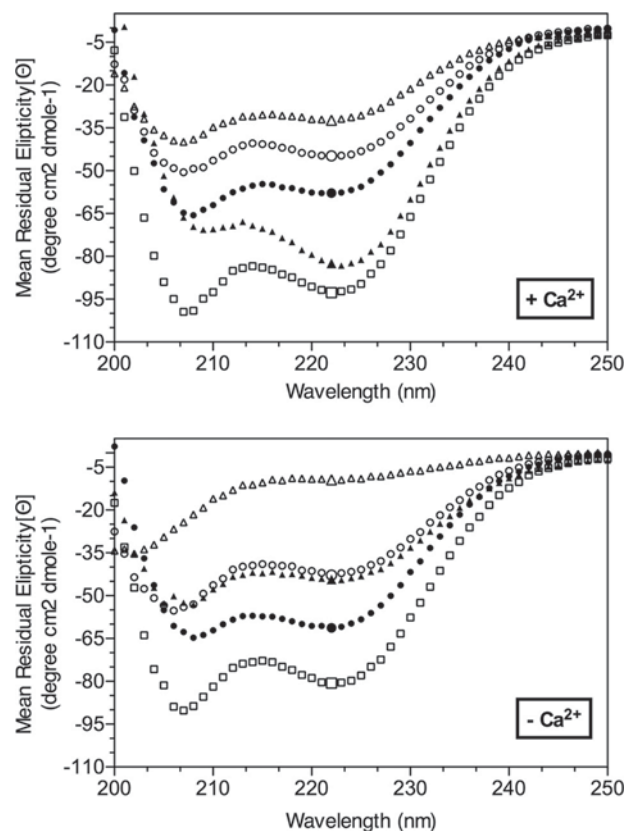 Mean Residual Elipticity[Θ]
(degree cm2 dmole-1)
-5
-20
-35
-50
-65
-80
-95
-110
200 210 220 230 240 250
Wavelength (nm)
+ Ca²⁺
Mean Residual Elipticity[Θ]
(degree cm2 dmole-1)
-5
-20
-35
-50
-65
-80
-95
-110
200 210 220 230 240 250
Wavelength (nm)
- Ca²⁺